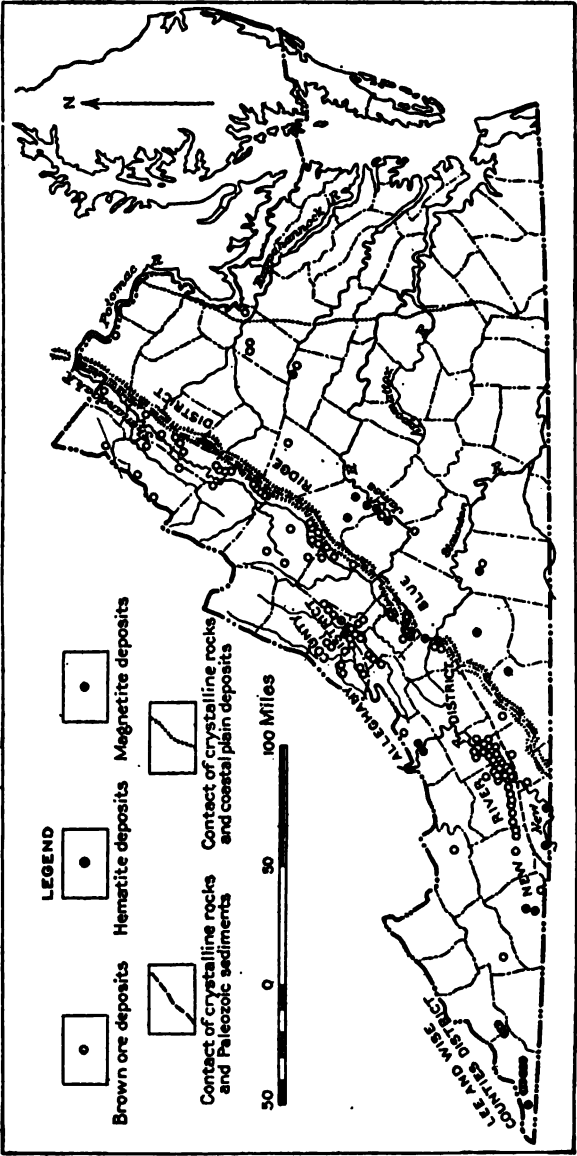 LEGEND
Brown ore deposits
Hematite deposits
Magnetite deposits
Contact of crystalline rocks
and Paleozoic sediments
Contact of crystalline rocks
and coastal plain deposits
50 0 50 100 Miles
N
Potomac R
Rappahannock R
James R
R
R
BLUE RIDGE DISTRICT
ALLEGHANY COUNTY DISTRICT
NEW RIVER DISTRICT
New R
LEE AND WISE
COUNTIES DISTRICT